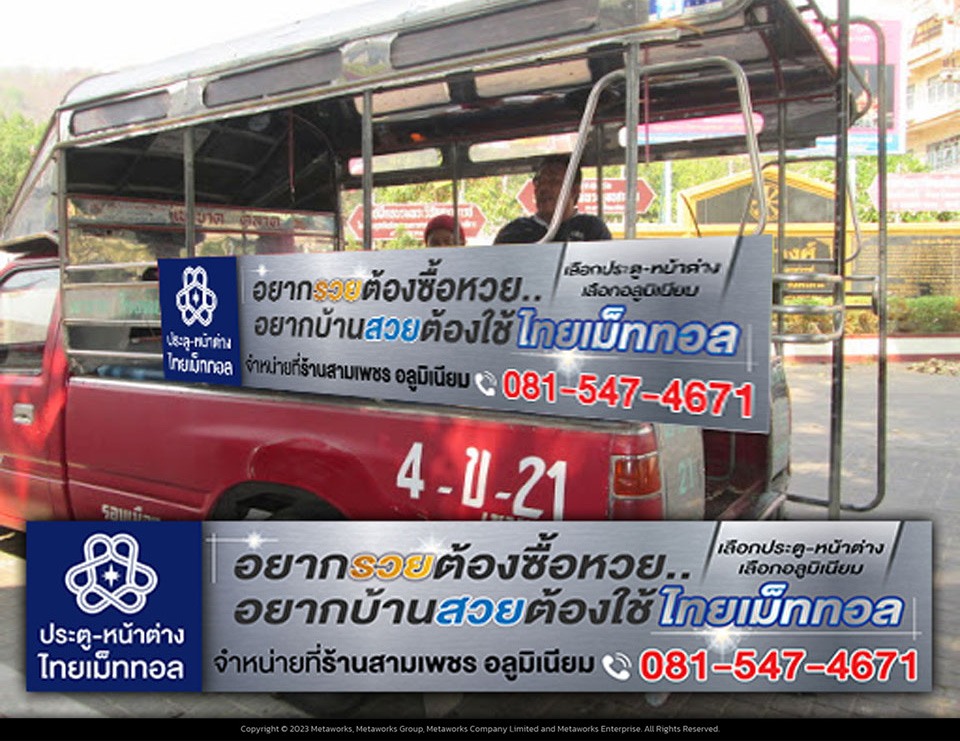 ประตู-หน้าต่าง
ไทยเม็ททอล
อยากรวยต้องซื้อหวย..
อยากบ้านสวยต้องใช้ไทยเม็ททอล
เลือกประตู-หน้าต่าง
เลือกอลูมิเนียม
จำหน่ายที่ร้านสามเพชร อลูมิเนียม 081-547-4671
4-ข-21
รอบเมือง
21
ประตู-หน้าต่าง
ไทยเม็ททอล
อยากรวยต้องซื้อหวย..
อยากบ้านสวยต้องใช้ไทยเม็ททอล
เลือกประตู-หน้าต่าง
เลือกอลูมิเนียม
จำหน่ายที่ร้านสามเพชร อลูมิเนียม 081-547-4671
Copyright © 2023 Metaworks, Metaworks Group, Metaworks Company Limited and Metaworks Enterprise. All Rights Reserved.